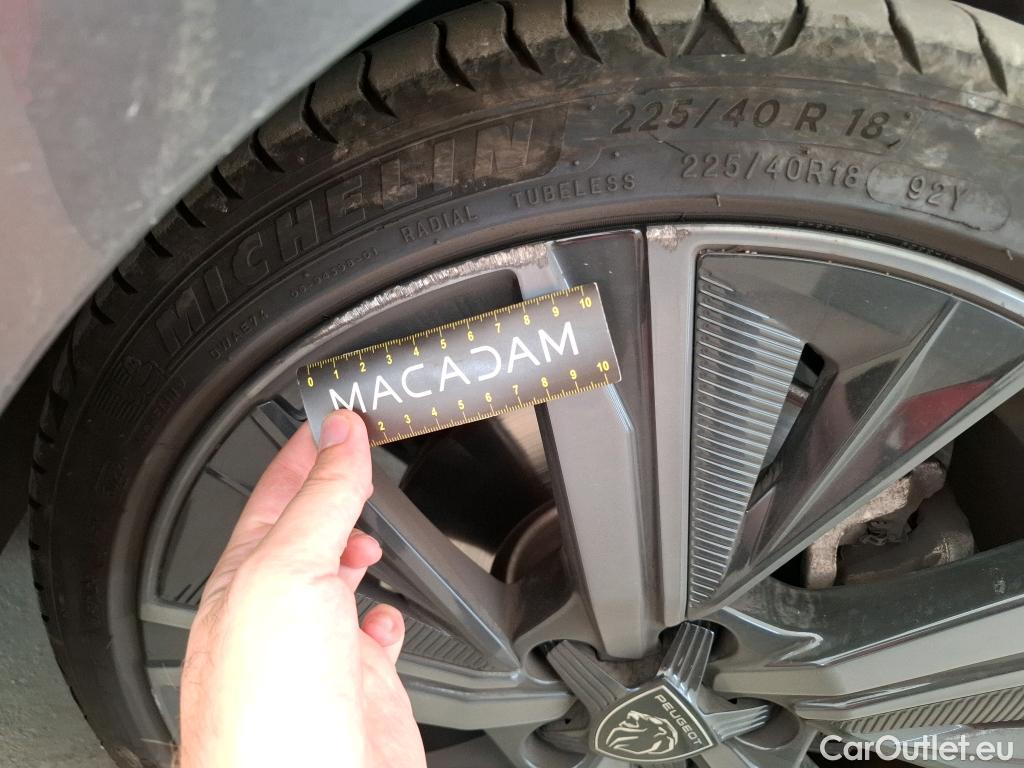 225/40 R 18
225/40R18 92Y
MICHELIN
RADIAL TUBELESS
0 1 2 3 4 5 6 7 8 9 10
MACADAM
2 3 4 5 6 7 8 9 10
PEUGEOT
CarOutlet.eu